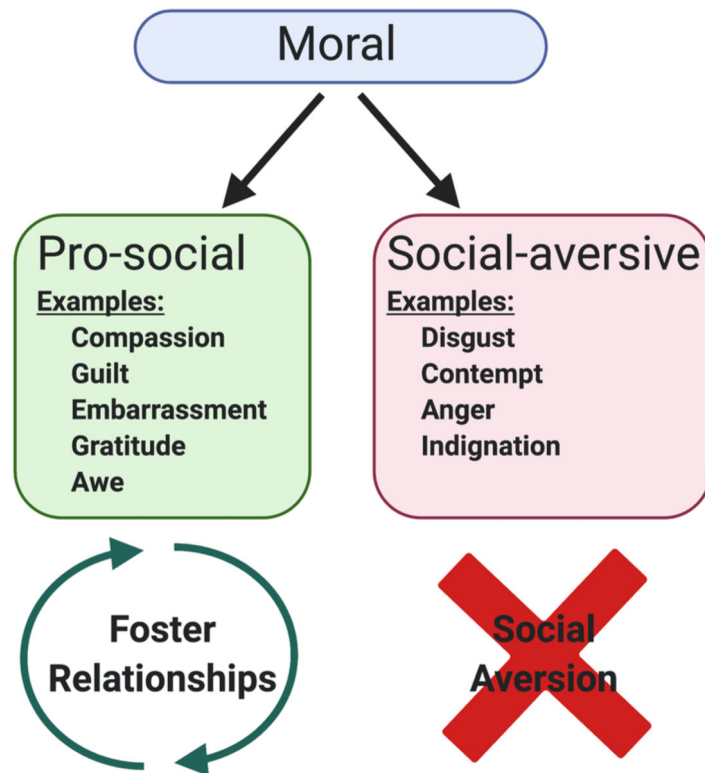 Moral
Pro-social
Examples:
Compassion
Guilt
Embarrassment
Gratitude
Awe
Social-aversive
Examples:
Disgust
Contempt
Anger
Indignation
Foster
Relationships
Social
Aversion